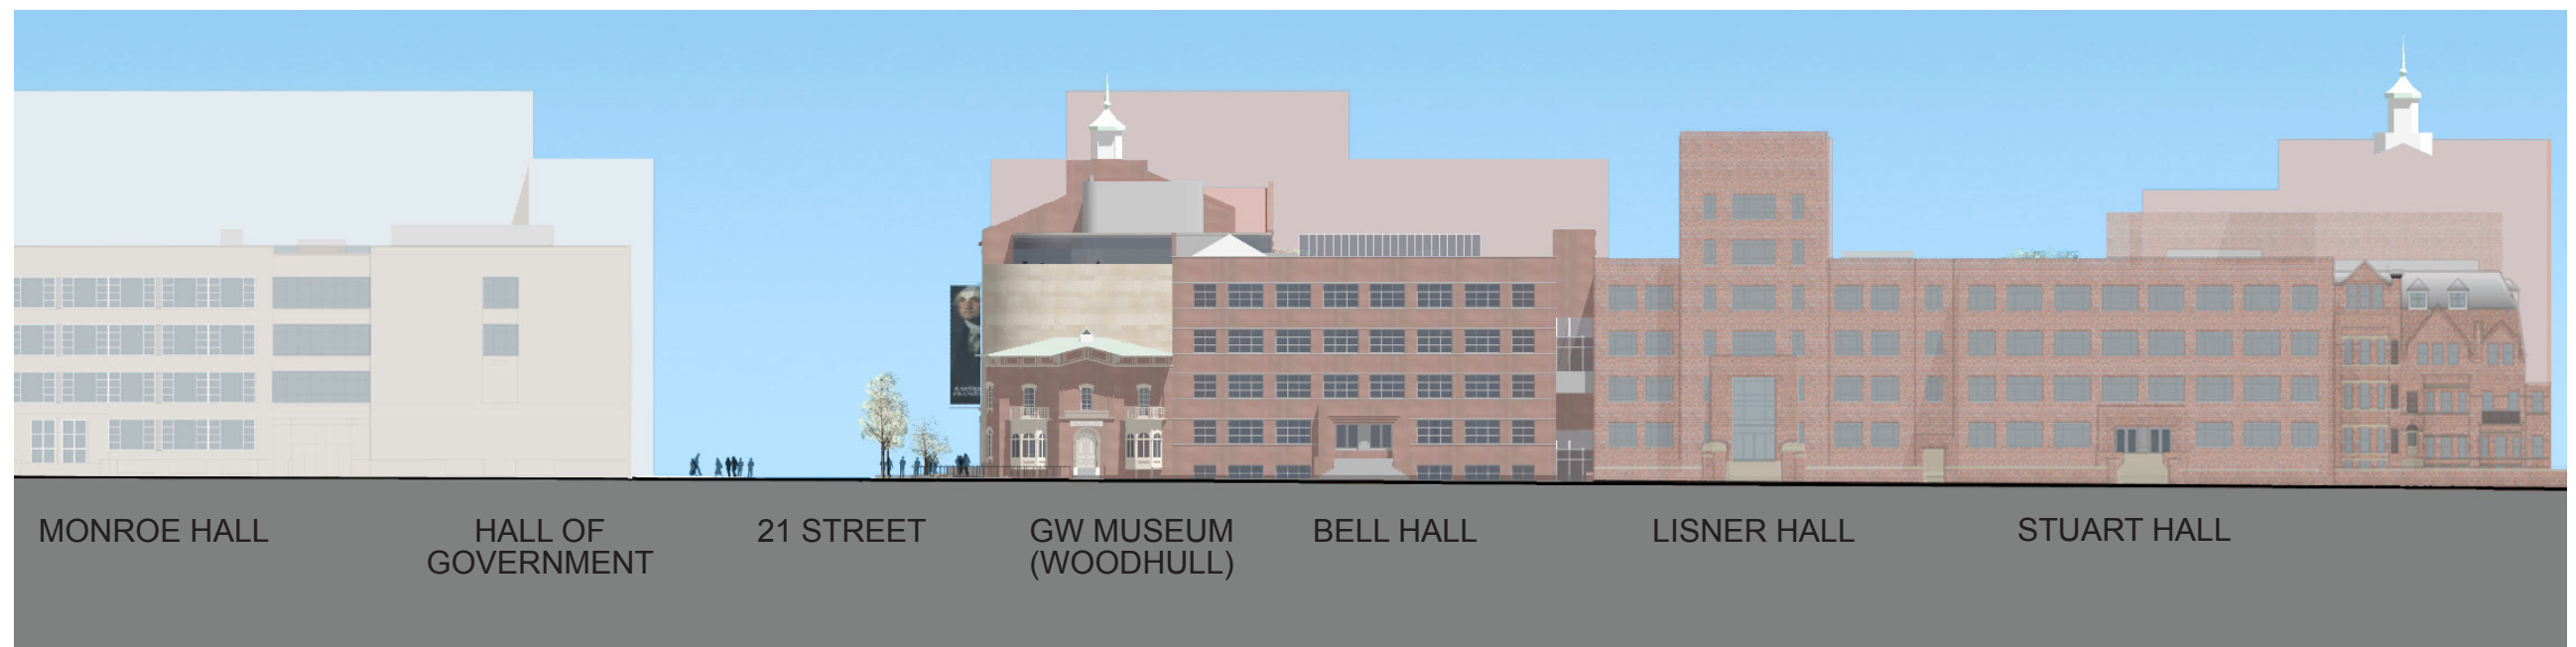 MONROE HALL
HALL OF
GOVERNMENT
21 STREET
GW MUSEUM
(WOODHULL)
BELL HALL
LISNER HALL
STUART HALL